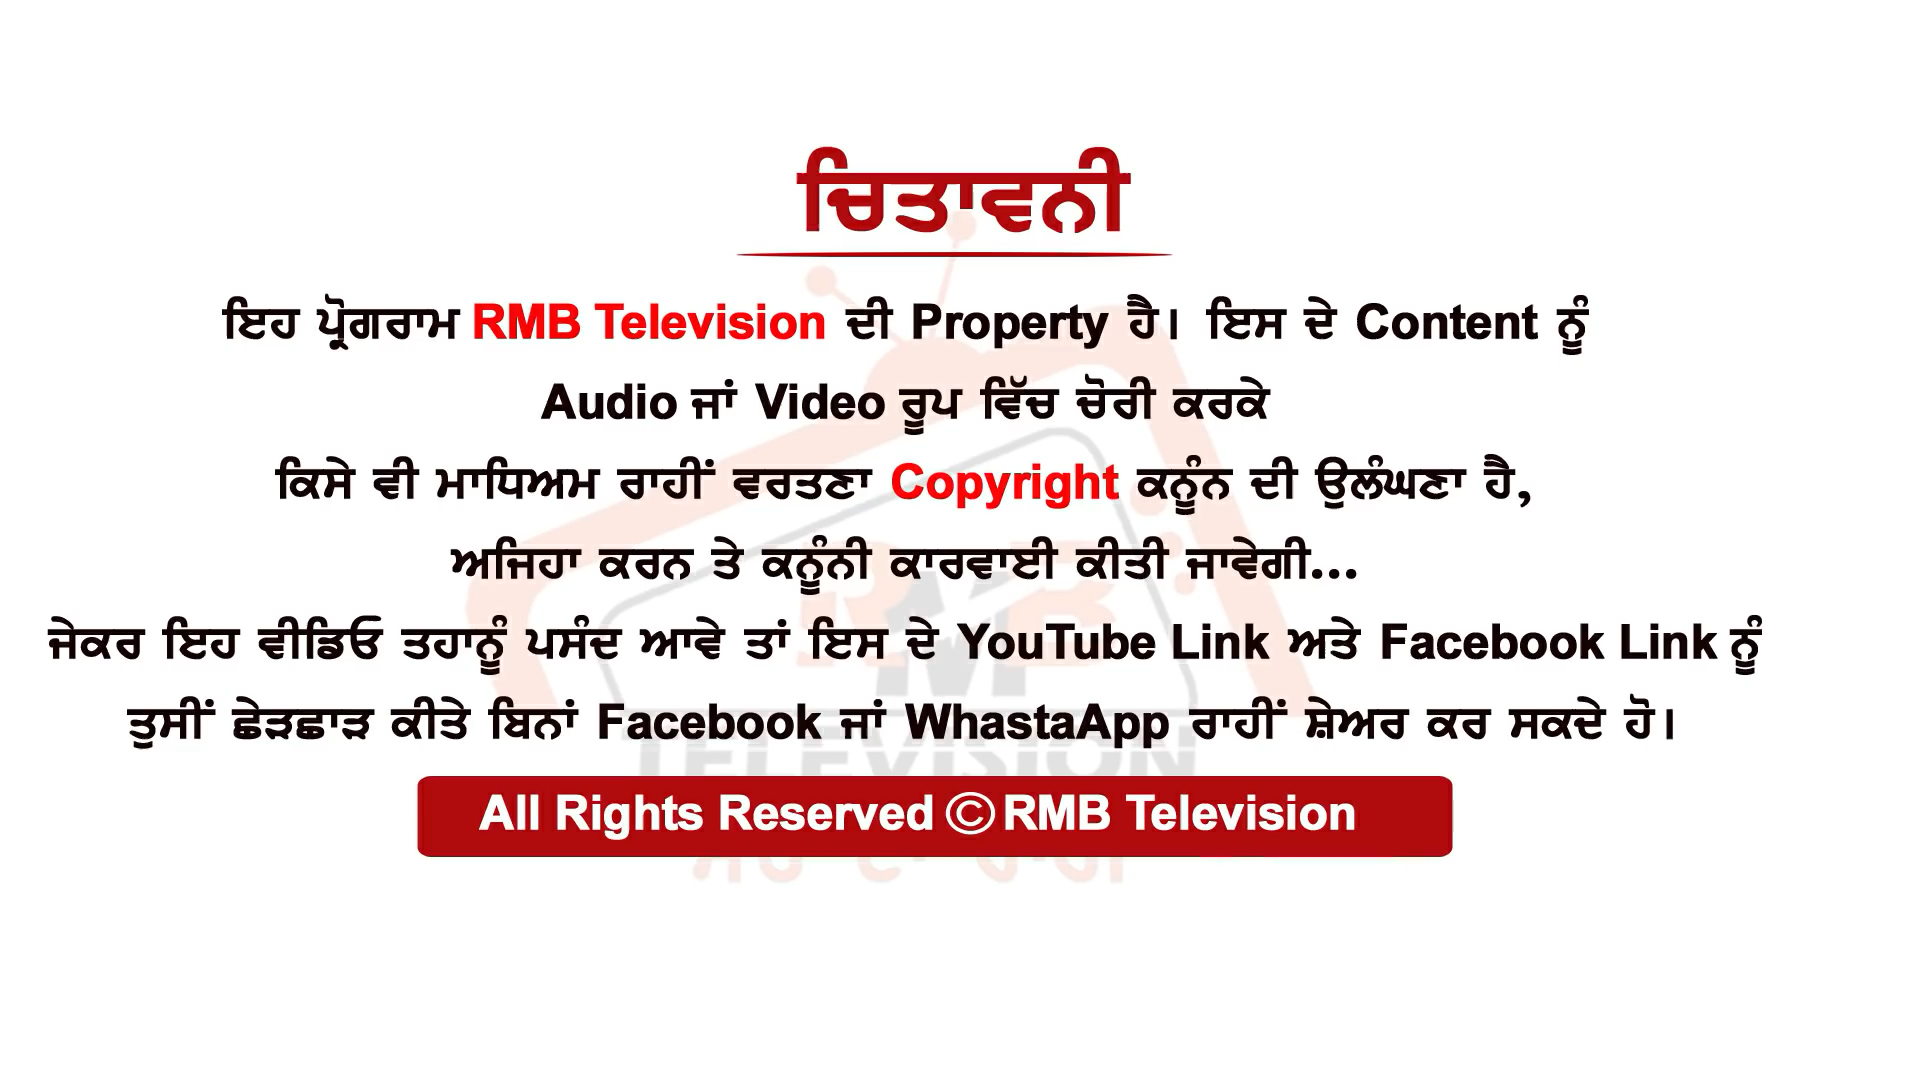 ਚਿਤਾਵਨੀ
ਇਹ ਪ੍ਰੋਗਰਾਮ RMB Television ਦੀ Property ਹੈ। ਇਸ ਦੇ Content ਨੂੰ
Audio ਜਾਂ Video ਰੂਪ ਵਿੱਚ ਚੋਰੀ ਕਰਕੇ
ਕਿਸੇ ਵੀ ਮਾਧਿਅਮ ਰਾਹੀਂ ਵਰਤਣਾ Copyright ਕਨੂੰਨ ਦੀ ਉਲੰਘਣਾ ਹੈ,
ਅਜਿਹਾ ਕਰਨ ਤੇ ਕਨੂੰਨੀ ਕਾਰਵਾਈ ਕੀਤੀ ਜਾਵੇਗੀ...
ਜੇਕਰ ਇਹ ਵੀਡਿਓ ਤਹਾਨੂੰ ਪਸੰਦ ਆਵੇ ਤਾਂ ਇਸ ਦੇ YouTube Link ਅਤੇ Facebook Link ਨੂੰ
ਤੁਸੀਂ ਛੇੜਛਾੜ ਕੀਤੇ ਬਿਨਾਂ Facebook ਜਾਂ WhastaApp ਰਾਹੀਂ ਸ਼ੇਅਰ ਕਰ ਸਕਦੇ ਹੋ।
RMB
TELEVISION
All Rights Reserved © RMB Television